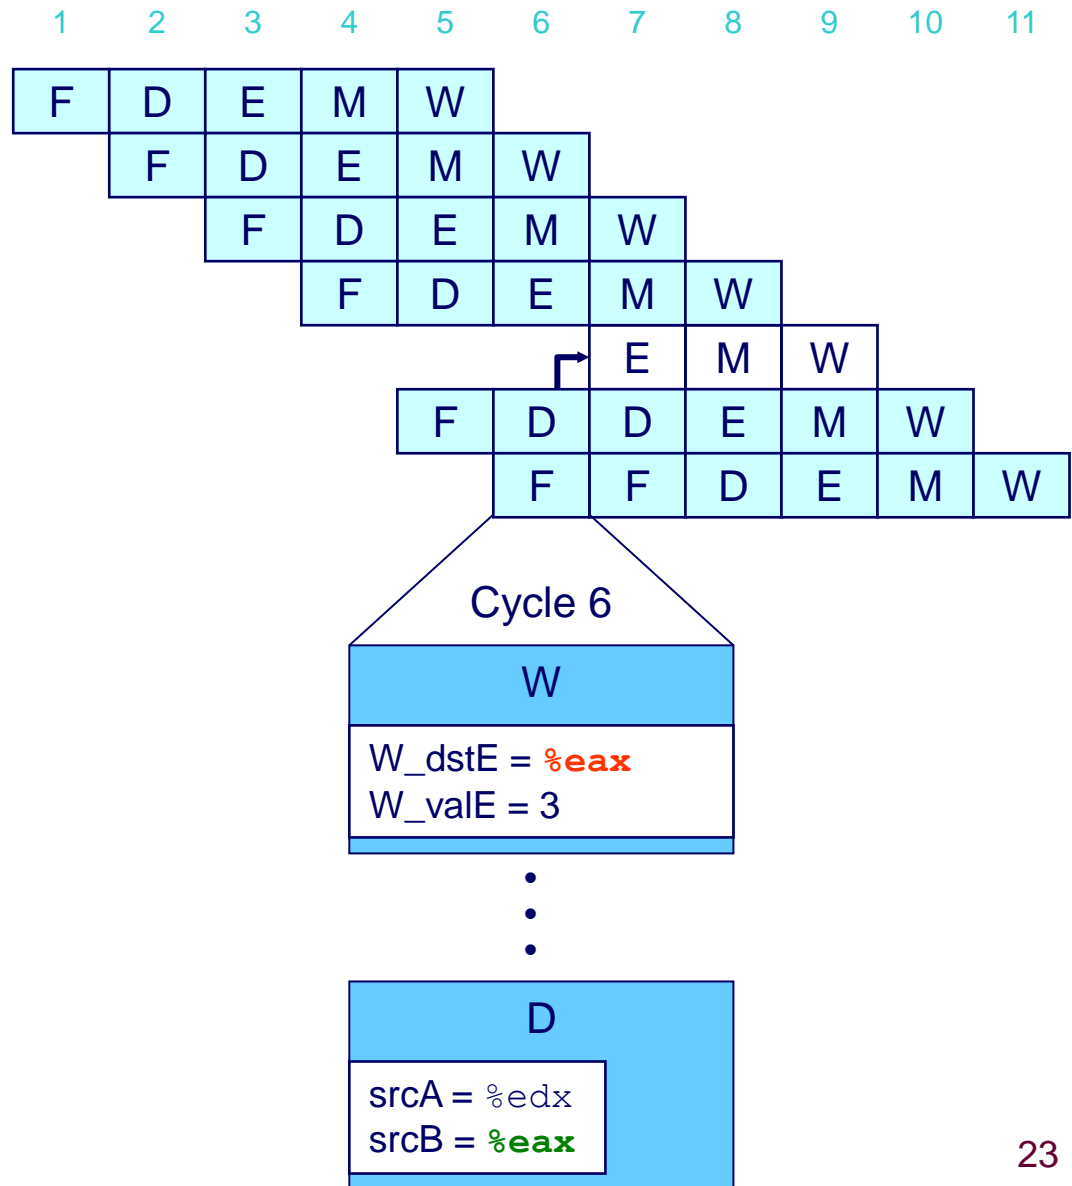 1 2 3 4 5 6 7 8 9 10 11
F D E M W
F D E M W
F D E M W
F D E M W
E M W
F D D E M W
F F D E M W
Cycle 6
W
W_dstE = %eax
W_valE = 3
•
•
•
D
srcA = %edx
srcB = %eax
23